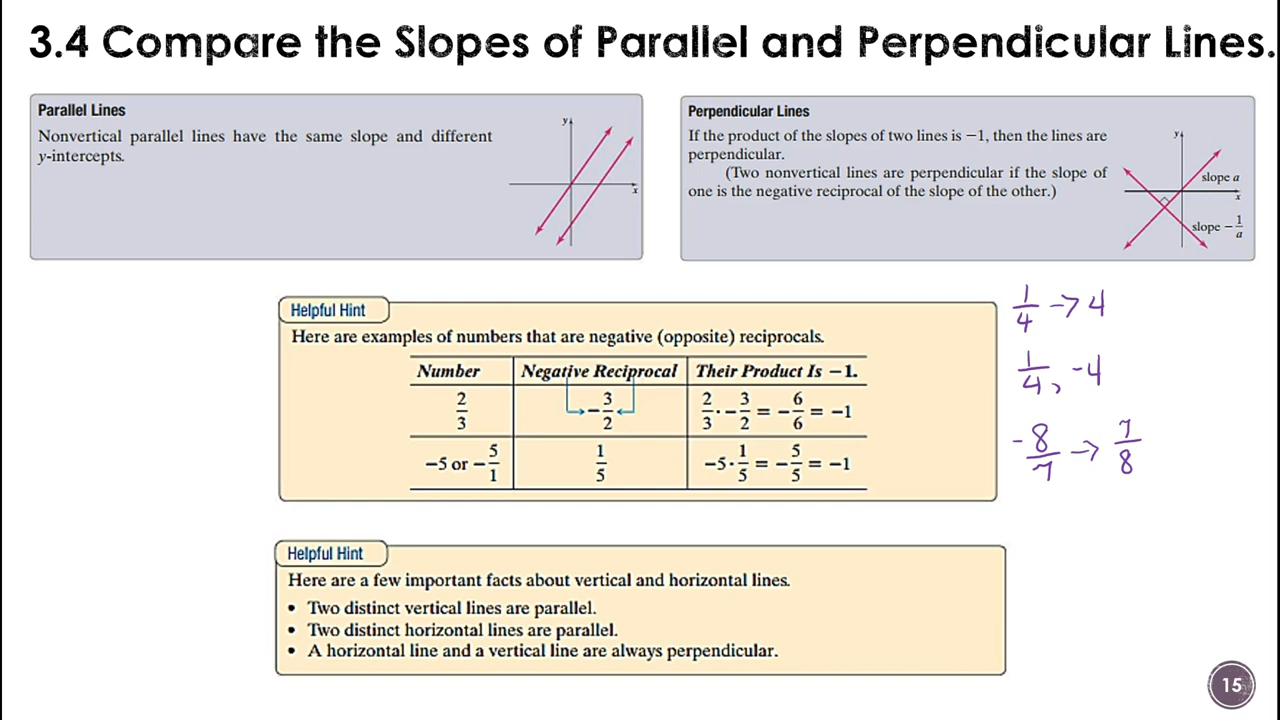 3.4 Compare the Slopes of Parallel and Perpendicular Lines.
Parallel Lines
Nonvertical parallel lines have the same slope and different
y-intercepts.
y
x
Perpendicular Lines
If the product of the slopes of two lines is −1, then the lines are
perpendicular.
(Two nonvertical lines are perpendicular if the slope of
one is the negative reciprocal of the slope of the other.)
y
slope a
x
slope −1/a
Helpful Hint
Here are examples of numbers that are negative (opposite) reciprocals.
Number Negative Reciprocal Their Product Is −1.
2/3 −3/2 2/3 · −3/2 = −6/6 = −1
−5 or −5/1 1/5 −5 · 1/5 = −5/5 = −1
1/4 → 4
1/4, -4
-8/7 → 7/8
Helpful Hint
Here are a few important facts about vertical and horizontal lines.
• Two distinct vertical lines are parallel.
• Two distinct horizontal lines are parallel.
• A horizontal line and a vertical line are always perpendicular.
15